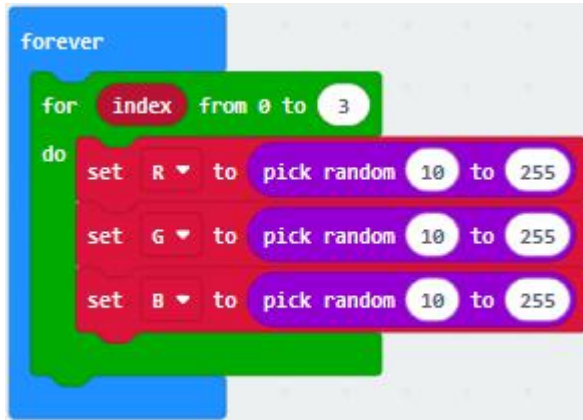 forever
for index from 0 to 3
do
set R to pick random 10 to 255
set G to pick random 10 to 255
set B to pick random 10 to 255